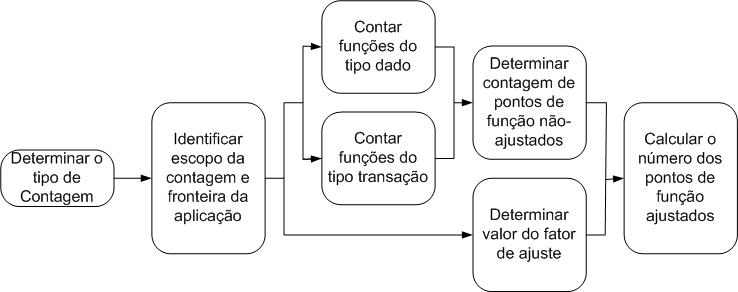 Determinar o
tipo de
Contagem
Identificar
escopo da
contagem e
fronteira da
aplicação
Contar
funções do
tipo dado
Contar
funções do
tipo transação
Determinar
contagem de
pontos de
função não-
ajustados
Determinar
valor do fator
de ajuste
Calcular o
número dos
pontos de
função
ajustados